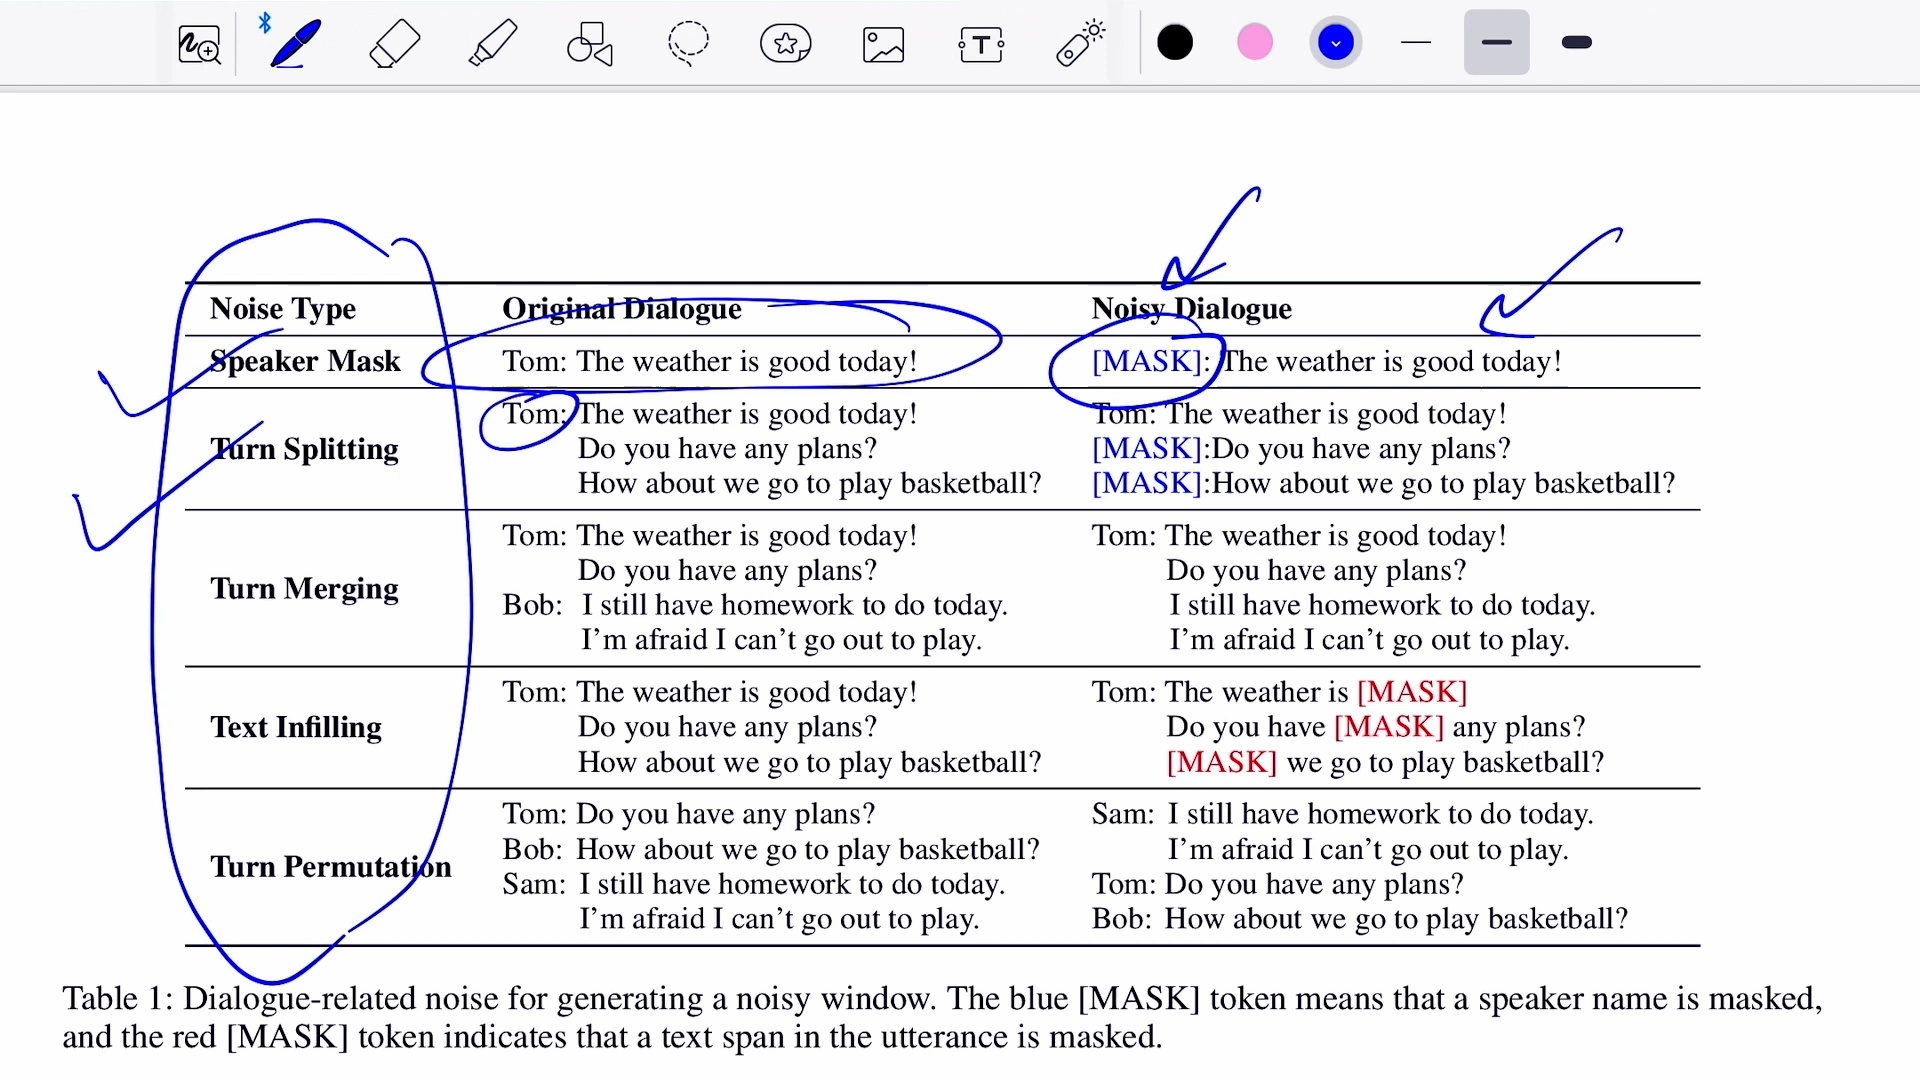 T
Noise Type Original Dialogue Noisy Dialogue
Speaker Mask Tom: The weather is good today! [MASK]: The weather is good today!
Turn Splitting
Tom: The weather is good today!
Do you have any plans?
How about we go to play basketball?
Tom: The weather is good today!
[MASK]:Do you have any plans?
[MASK]:How about we go to play basketball?
Turn Merging
Tom: The weather is good today!
Do you have any plans?
Bob: I still have homework to do today.
I’m afraid I can’t go out to play.
Tom: The weather is good today!
Do you have any plans?
I still have homework to do today.
I’m afraid I can’t go out to play.
Text Infilling
Tom: The weather is good today!
Do you have any plans?
How about we go to play basketball?
Tom: The weather is [MASK]
Do you have [MASK] any plans?
[MASK] we go to play basketball?
Turn Permutation
Tom: Do you have any plans?
Bob: How about we go to play basketball?
Sam: I still have homework to do today.
I’m afraid I can’t go out to play.
Sam: I still have homework to do today.
I’m afraid I can’t go out to play.
Tom: Do you have any plans?
Bob: How about we go to play basketball?
Table 1: Dialogue-related noise for generating a noisy window. The blue [MASK] token means that a speaker name is masked,
and the red [MASK] token indicates that a text span in the utterance is masked.